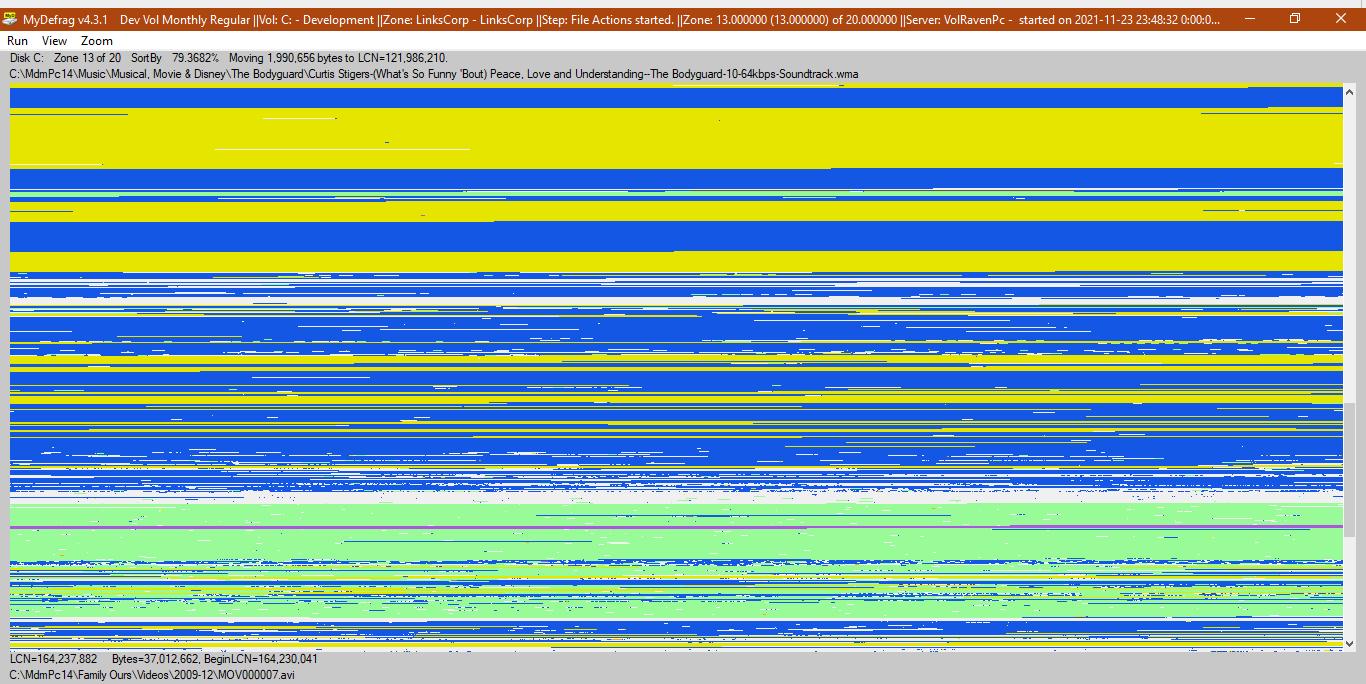 MyDefrag v4.3.1 Dev Vol Monthly Regular ||Vol: C: - Development ||Zone: LinksCorp - LinksCorp ||Step: File Actions started. ||Zone: 13.000000 (13.000000) of 20.000000 ||Server: VolRavenPc - started on 2021-11-23 23:48:32 0:00:0...
Run View Zoom
Disk C: Zone 13 of 20 SortBy 79.3682% Moving 1,990,656 bytes to LCN=121,986,210.
C:\MdmPc14\Music\Musical, Movie & Disney\The Bodyguard\Curtis Stigers-(What's So Funny 'Bout) Peace, Love and Understanding--The Bodyguard-10-64kbps-Soundtrack.wma
LCN=164,237,882 Bytes=37,012,662, BeginLCN=164,230,041
C:\MdmPc14\Family Ours\Videos\2009-12\MOV000007.avi